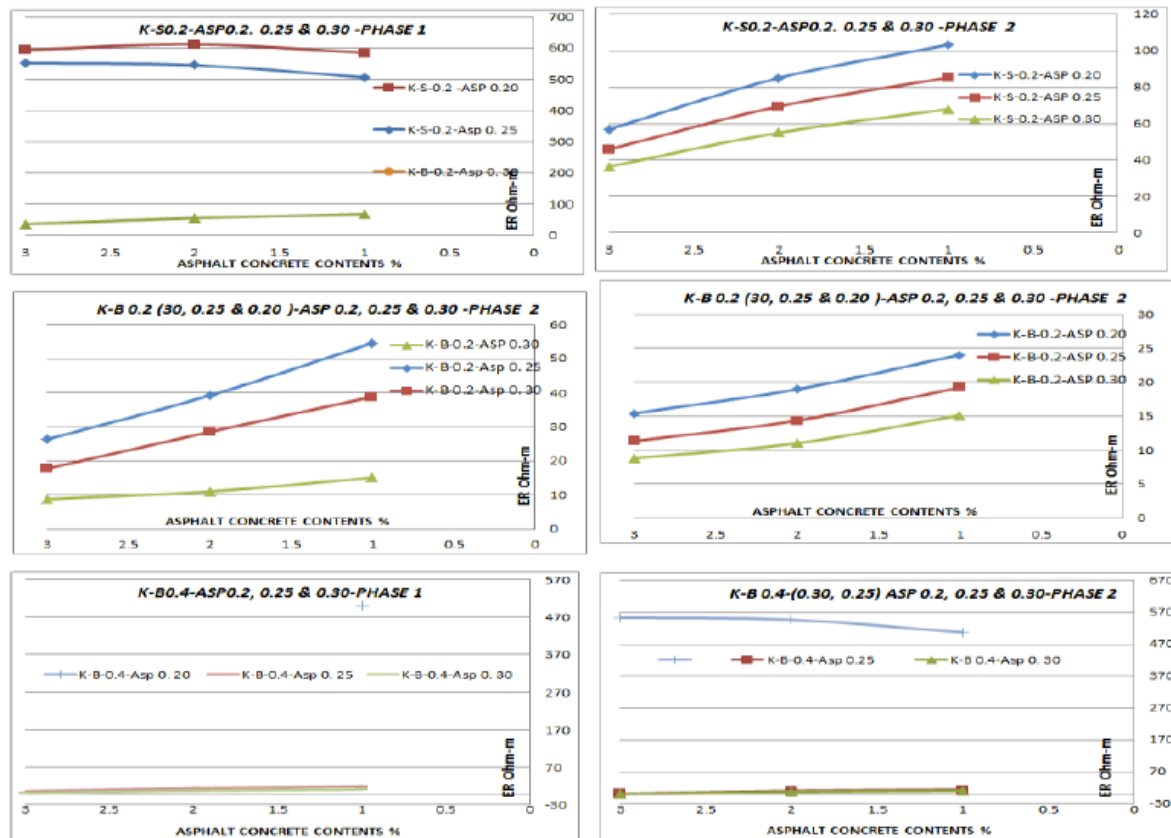 K-S0.2-ASP0.2. 0.25 & 0.30 -PHASE 1
700
600
500
400
300
200
100
0
K-S-0.2 -ASP 0.20
K-S-0.2-Asp 0. 25
K-B-0.2-Asp 0. 30
ER Ohm-m
3 2.5 2 1.5 1 0.5 0
ASPHALT CONCRETE CONTENTS %
K-S0.2-ASP0.2. 0.25 & 0.30 -PHASE 2
120
100
80
60
40
20
0
K-S-0.2-ASP 0.20
K-S-0.2-ASP 0.25
K-S-0.2-ASP 0.30
ER Ohm-m
3 2.5 2 1.5 1 0.5 0
ASPHALT CONCRETE CONTENTS %
K-B 0.2 (30, 0.25 & 0.20 )-ASP 0.2, 0.25 & 0.30 -PHASE 2
60
50
40
30
20
10
0
K-B-0.2-ASP 0.30
K-B-0.2-Asp 0. 25
K-B-0.2-Asp 0. 30
ER Ohm-m
ASPHALT CONCRETE CONTENTS %
3 2.5 2 1.5 1 0.5 0
K-B 0.2 (30, 0.25 & 0.20 )-ASP 0.2, 0.25 & 0.30 -PHASE 2
30
25
20
15
10
5
0
K-B-0.2-ASP 0.20
K-B-0.2-ASP 0.25
K-B-0.2-ASP 0.30
ER Ohm-m
ASPHALT CONCRETE CONTENTS %
3 2.5 2 1.5 1 0.5 0
K-B0.4-ASP0.2, 0.25 & 0.30-PHASE 1
570
470
370
270
170
70
-30
K-B-0.4-Asp 0. 20 K-B-0.4-Asp 0. 25 K-B-0.4-Asp 0. 30
ER Ohm-m
3 2.5 2 1.5 1 0.5 0
ASPHALT CONCRETE CONTENTS %
K-B 0.4-(0.30, 0.25) ASP 0.2, 0.25 & 0.30-PHASE 2
670
570
470
370
270
170
70
-30
K-B-0.4-Asp 0.25 K-B 0.4-Asp 0. 30
ER Ohm-m
3 2.5 2 1.5 1 0.5 0
ASPHALT CONCRETE CONTENTS %